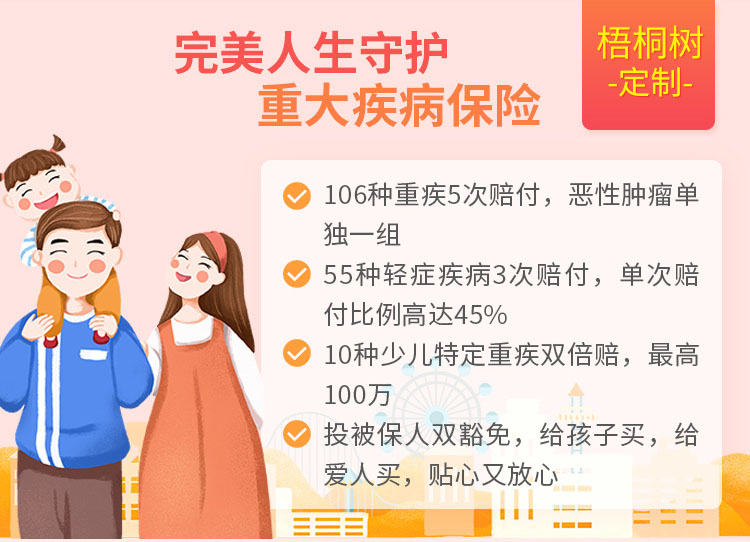 完美人生守护
重大疾病保险
梧桐树
-定制-
106种重疾5次赔付，恶性肿瘤单
独一组
55种轻症疾病3次赔付，单次赔
付比例高达45%
10种少儿特定重疾双倍赔，最高
100万
投被保人双豁免，给孩子买，给
爱人买，贴心又放心